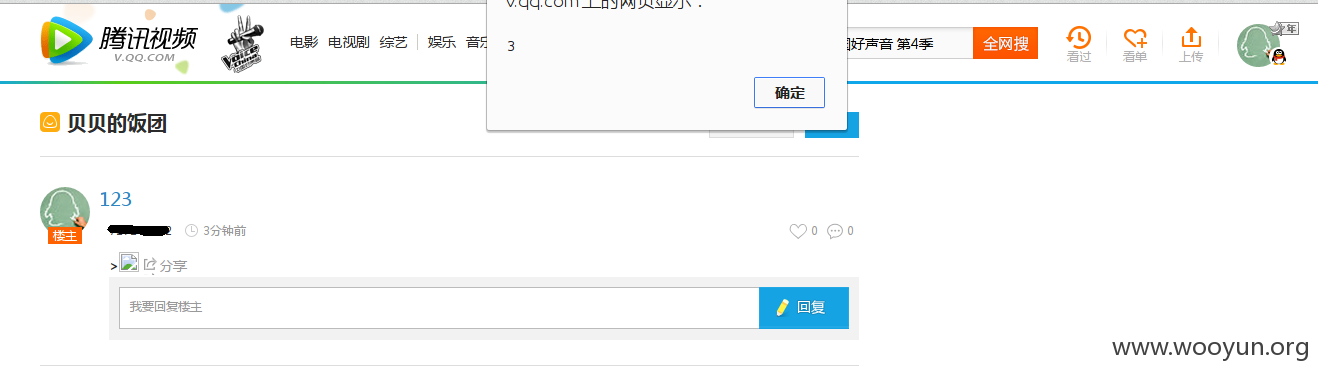 v.qq.com上的网页显示：
3
确定
腾讯视频
V.QQ.COM
电影 电视剧 综艺 娱乐 音乐
好声音 第4季
全网搜
看过
看单
上传
年
贝贝的饭团
123
楼主
3分钟前
0
0
>
分享
我要回复楼主
回复
www.wooyun.org